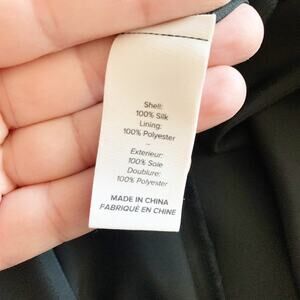 Shell:
100% Silk
Lining:
100% Polyester
—
Exterieur:
100% Soie
Doublure:
100% Polyester
MADE IN CHINA
FABRIQUÉ EN CHINE